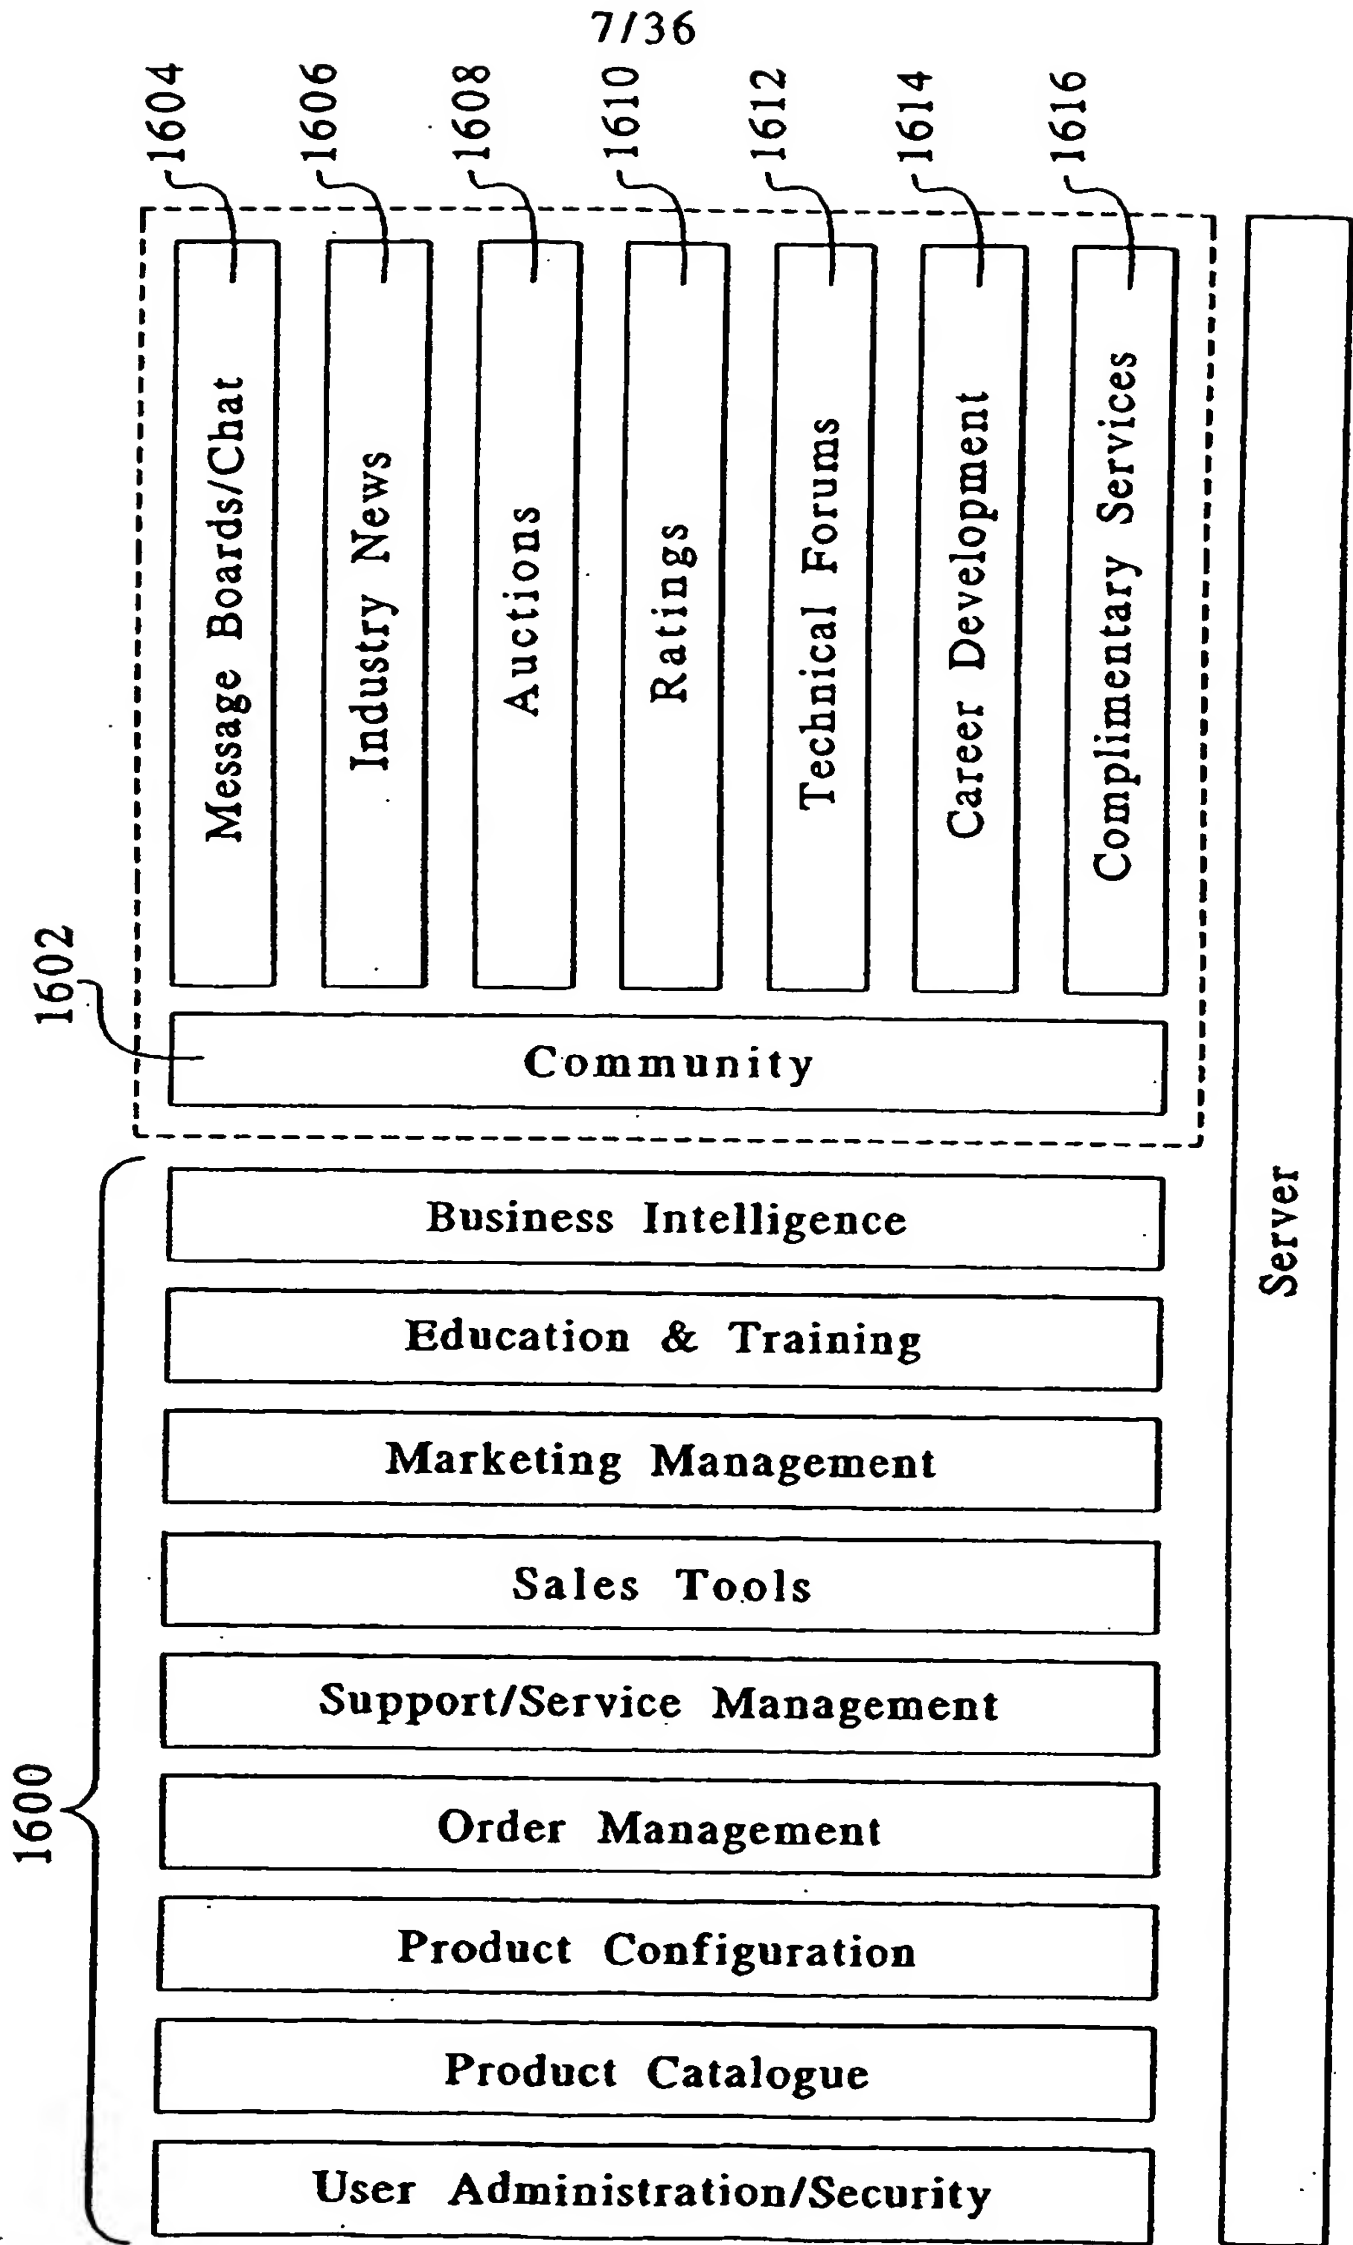 7/36
1604
1606
1608
1610
1612
1614
1616
Message Boards/Chat
Industry News
Auctions
Ratings
Technical Forums
Career Development
Complimentary Services
1602
Community
Business Intelligence
Education & Training
Marketing Management
Sales Tools
Support/Service Management
Order Management
Product Configuration
Product Catalogue
User Administration/Security
1600
Server